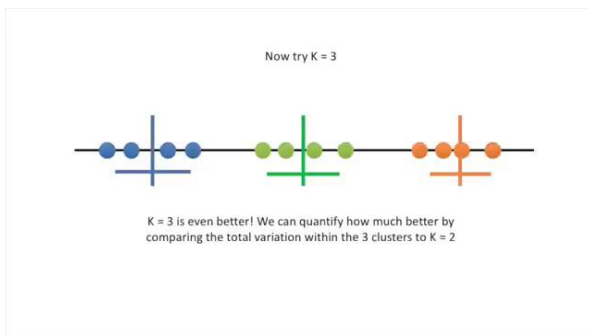 Now try K = 3
K = 3 is even better! We can quantify how much better by
comparing the total variation within the 3 clusters to K = 2